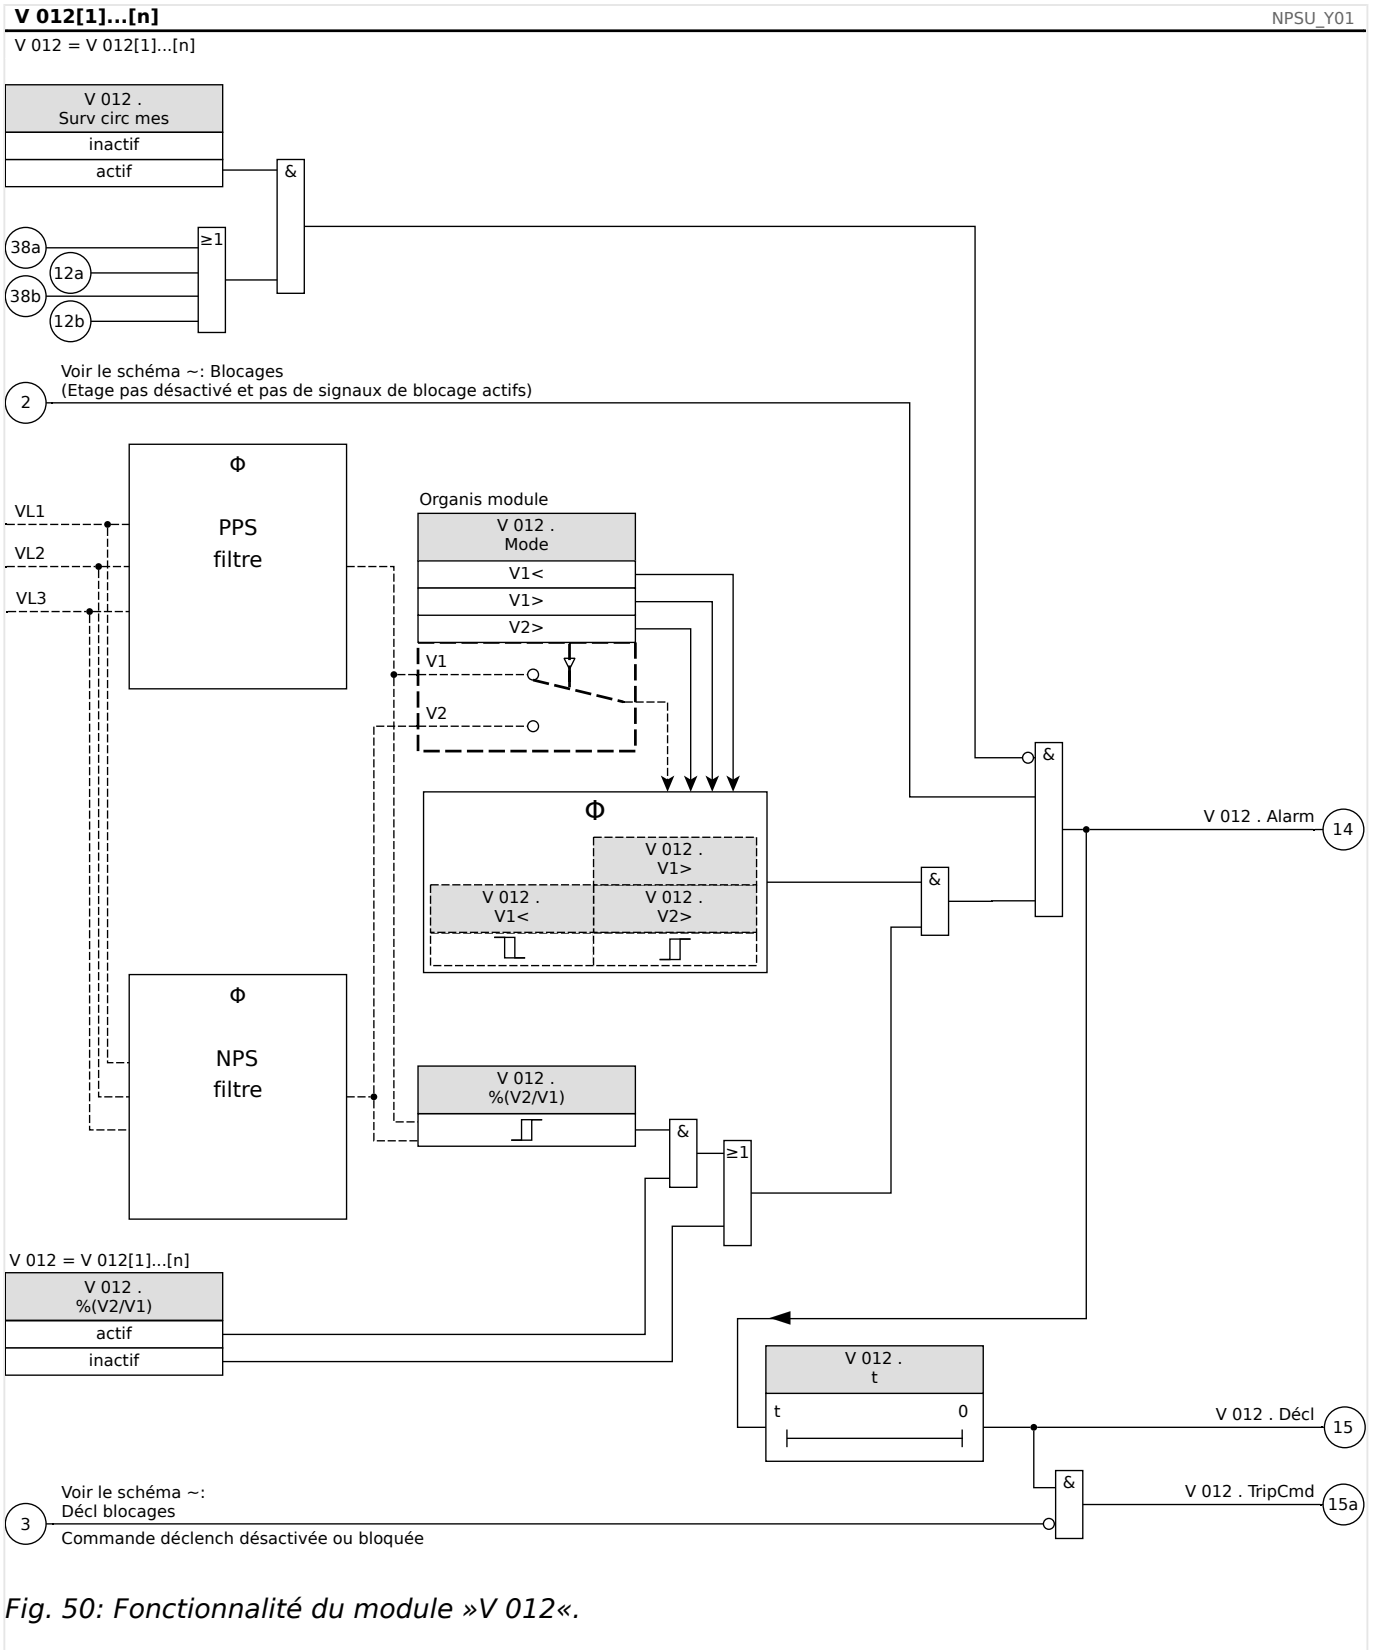 V 012[1]...[n]
NPSU_Y01
V 012 = V 012[1]...[n]
V 012 .
Surv circ mes
inactif
actif
&
38a
≥1
12a
38b
12b
Voir le schéma ~: Blocages
(Etage pas désactivé et pas de signaux de blocage actifs)
2
Φ
PPS
filtre
VL1
VL2
VL3
Organis module
V 012 .
Mode
V1<
V1>
V2>
V1
V2
&
Φ
V 012 .
V1>
V 012 .
V1<
V 012 .
V2>
&
V 012 . Alarm
14
Φ
NPS
filtre
V 012 .
%(V2/V1)
&
≥1
V 012 = V 012[1]...[n]
V 012 .
%(V2/V1)
actif
inactif
V 012 .
t
t
0
V 012 . Décl
15
&
V 012 . TripCmd
15a
Voir le schéma ~:
Décl blocages
3
Commande déclench désactivée ou bloquée
Fig. 50: Fonctionnalité du module »V 012«.